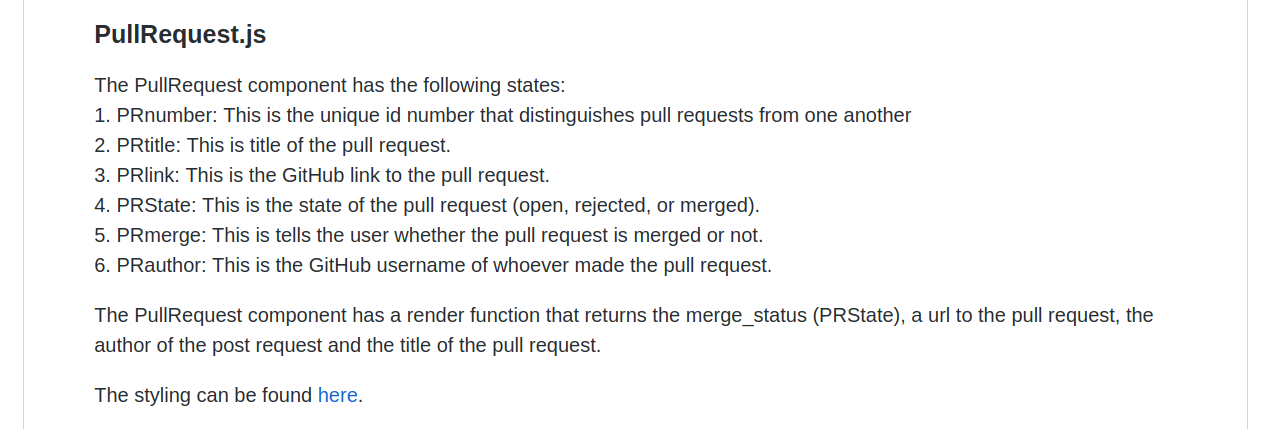 PullRequest.js
The PullRequest component has the following states:
1. PRnumber: This is the unique id number that distinguishes pull requests from one another
2. PRtitle: This is title of the pull request.
3. PRlink: This is the GitHub link to the pull request.
4. PRState: This is the state of the pull request (open, rejected, or merged).
5. PRmerge: This is tells the user whether the pull request is merged or not.
6. PRauthor: This is the GitHub username of whoever made the pull request.
The PullRequest component has a render function that returns the merge_status (PRState), a url to the pull request, the
author of the post request and the title of the pull request.
The styling can be found here.